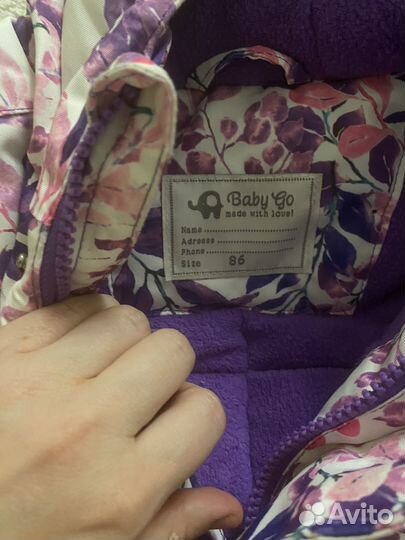 Baby Go
made with love!
Name
Adress
Phone
Size 86
Avito